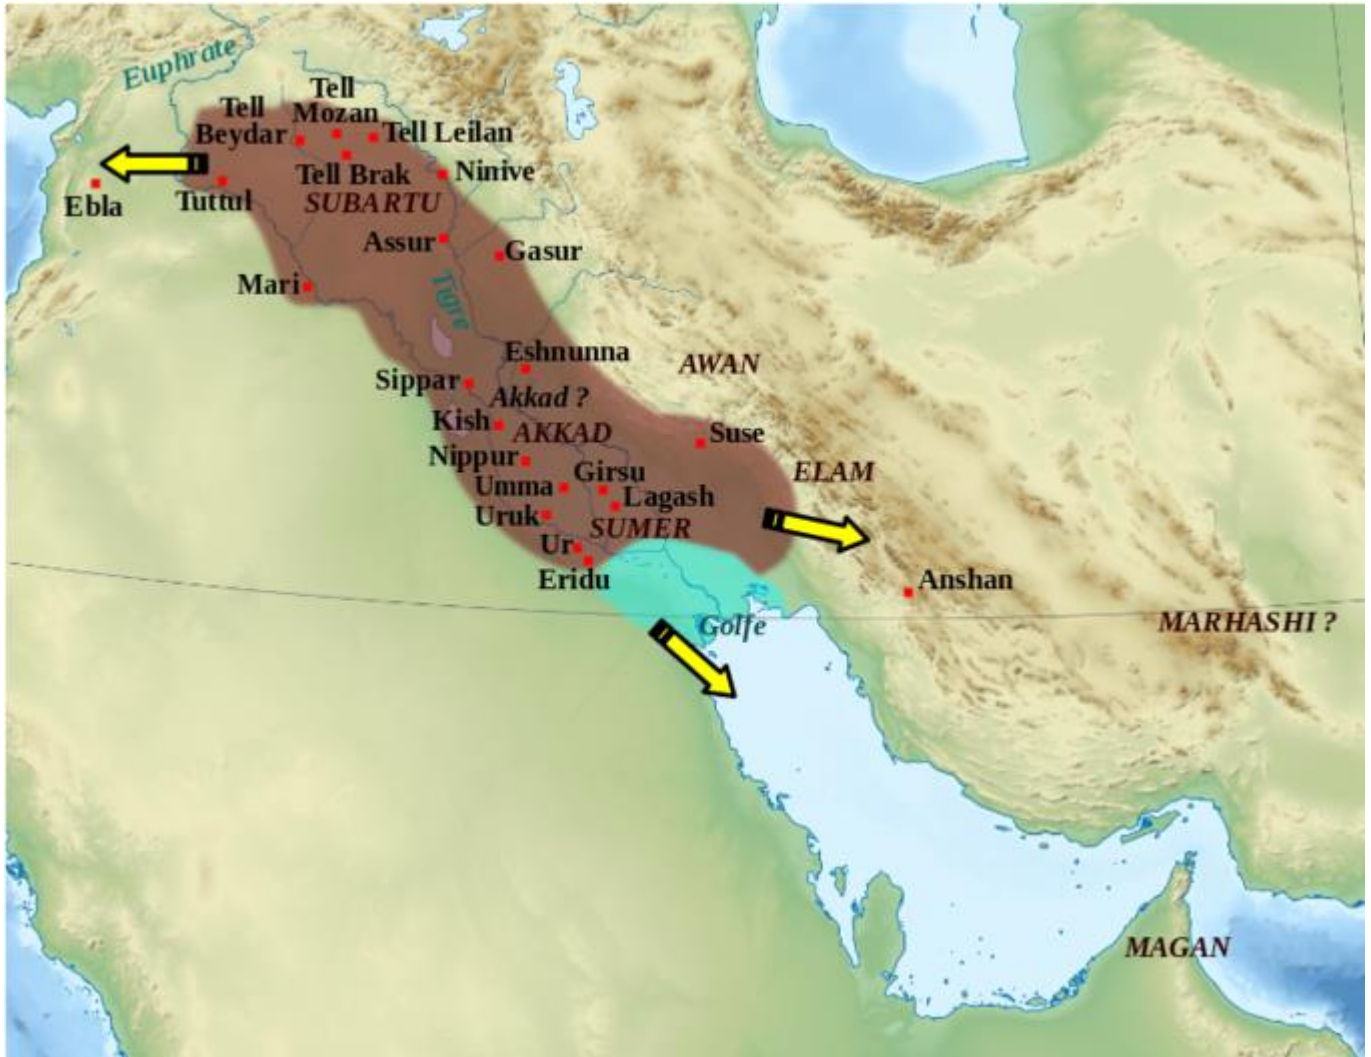 Euphrate
Tell
Mozan
Tell
Beydar
Tell Leilan
Tell Brak
Ninive
Ebla
Tuttul
SUBARTU
Assur
Gasur
Mari
Tigre
Eshnunna
AWAN
Sippar
Akkad ?
Kish
AKKAD
Suse
Nippur
ELAM
Girsu
Umma
Lagash
Uruk
SUMER
Ur
Eridu
Anshan
Golfe
MARHASHI ?
MAGAN